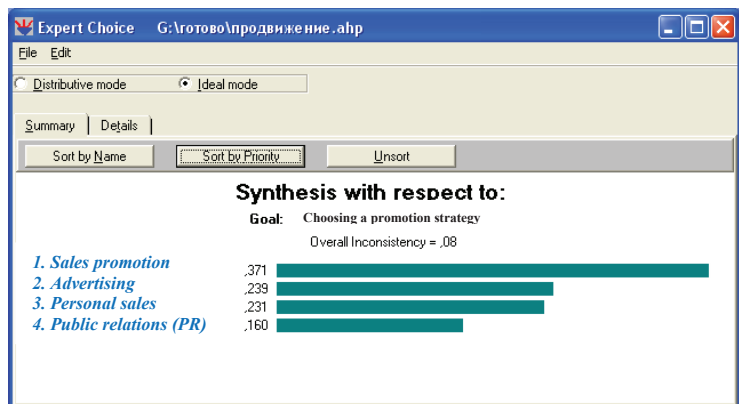 Expert Choice G:\готово\продвижение.ahp
File Edit
Distributive mode Ideal mode
Summary Details
Sort by Name Sort by Priority Unsort
Synthesis with respect to:
Goal: Choosing a promotion strategy
Overall Inconsistency = ,08
1. Sales promotion ,371
2. Advertising ,239
3. Personal sales ,231
4. Public relations (PR) ,160